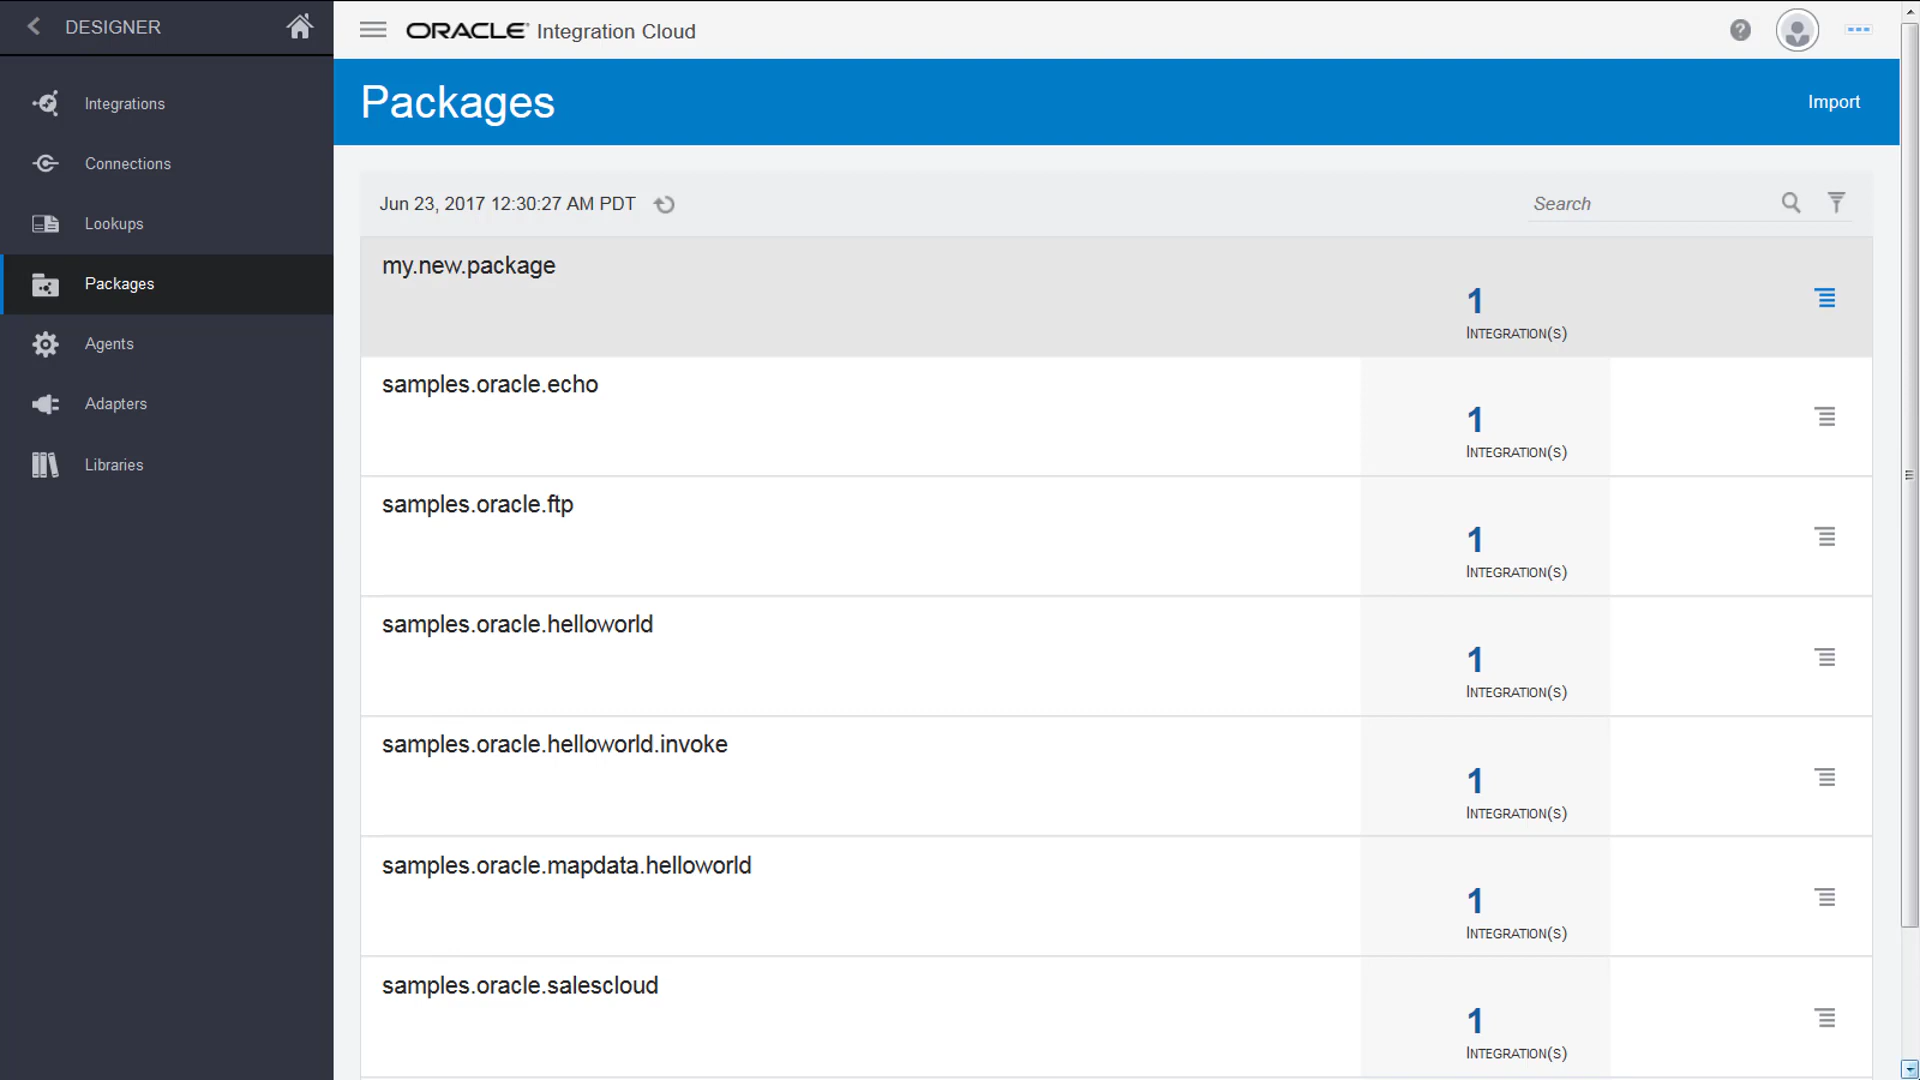 DESIGNER
ORACLE® Integration Cloud
Integrations
Connections
Lookups
Packages
Agents
Adapters
Libraries
Packages
Import
Jun 23, 2017 12:30:27 AM PDT
Search
my.new.package
1
INTEGRATION(S)
samples.oracle.echo
1
INTEGRATION(S)
samples.oracle.ftp
1
INTEGRATION(S)
samples.oracle.helloworld
1
INTEGRATION(S)
samples.oracle.helloworld.invoke
1
INTEGRATION(S)
samples.oracle.mapdata.helloworld
1
INTEGRATION(S)
samples.oracle.salescloud
1
INTEGRATION(S)